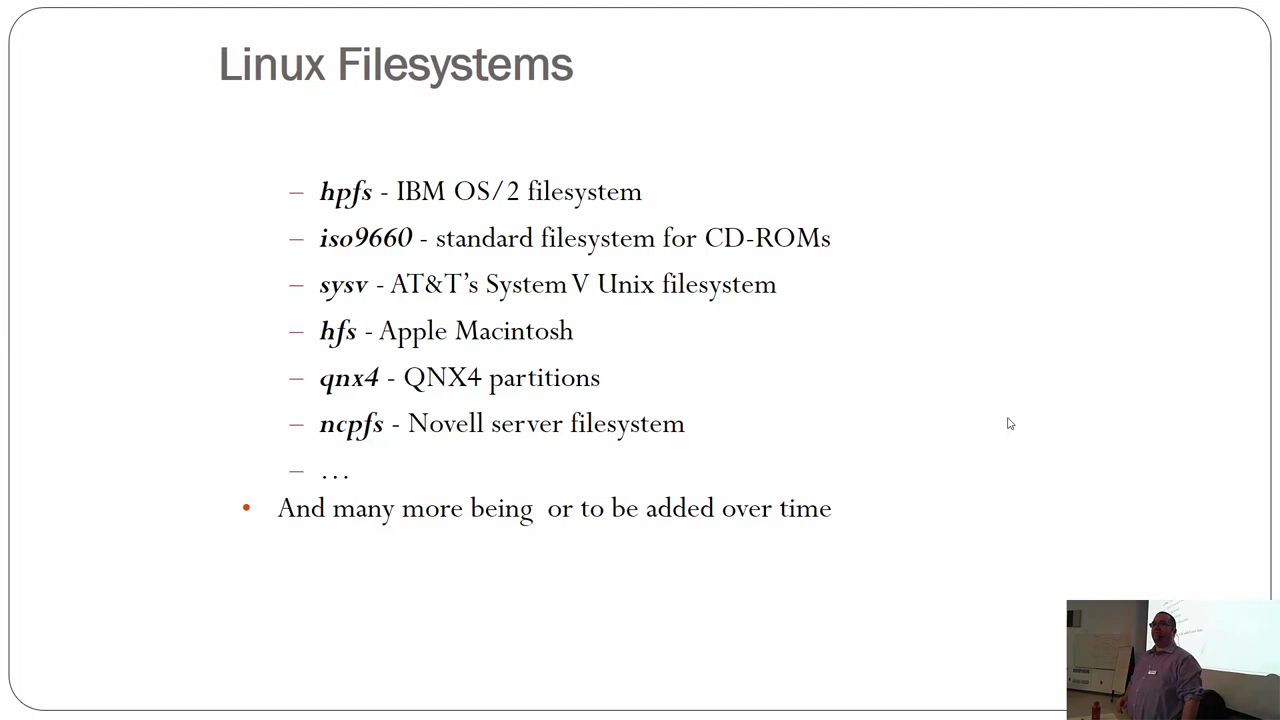 Linux Filesystems
– hpfs - IBM OS/2 filesystem
– iso9660 - standard filesystem for CD-ROMs
– sysv - AT&T’s System V Unix filesystem
– hfs - Apple Macintosh
– qnx4 - QNX4 partitions
– ncpfs - Novell server filesystem
– …
• And many more being  or to be added over time